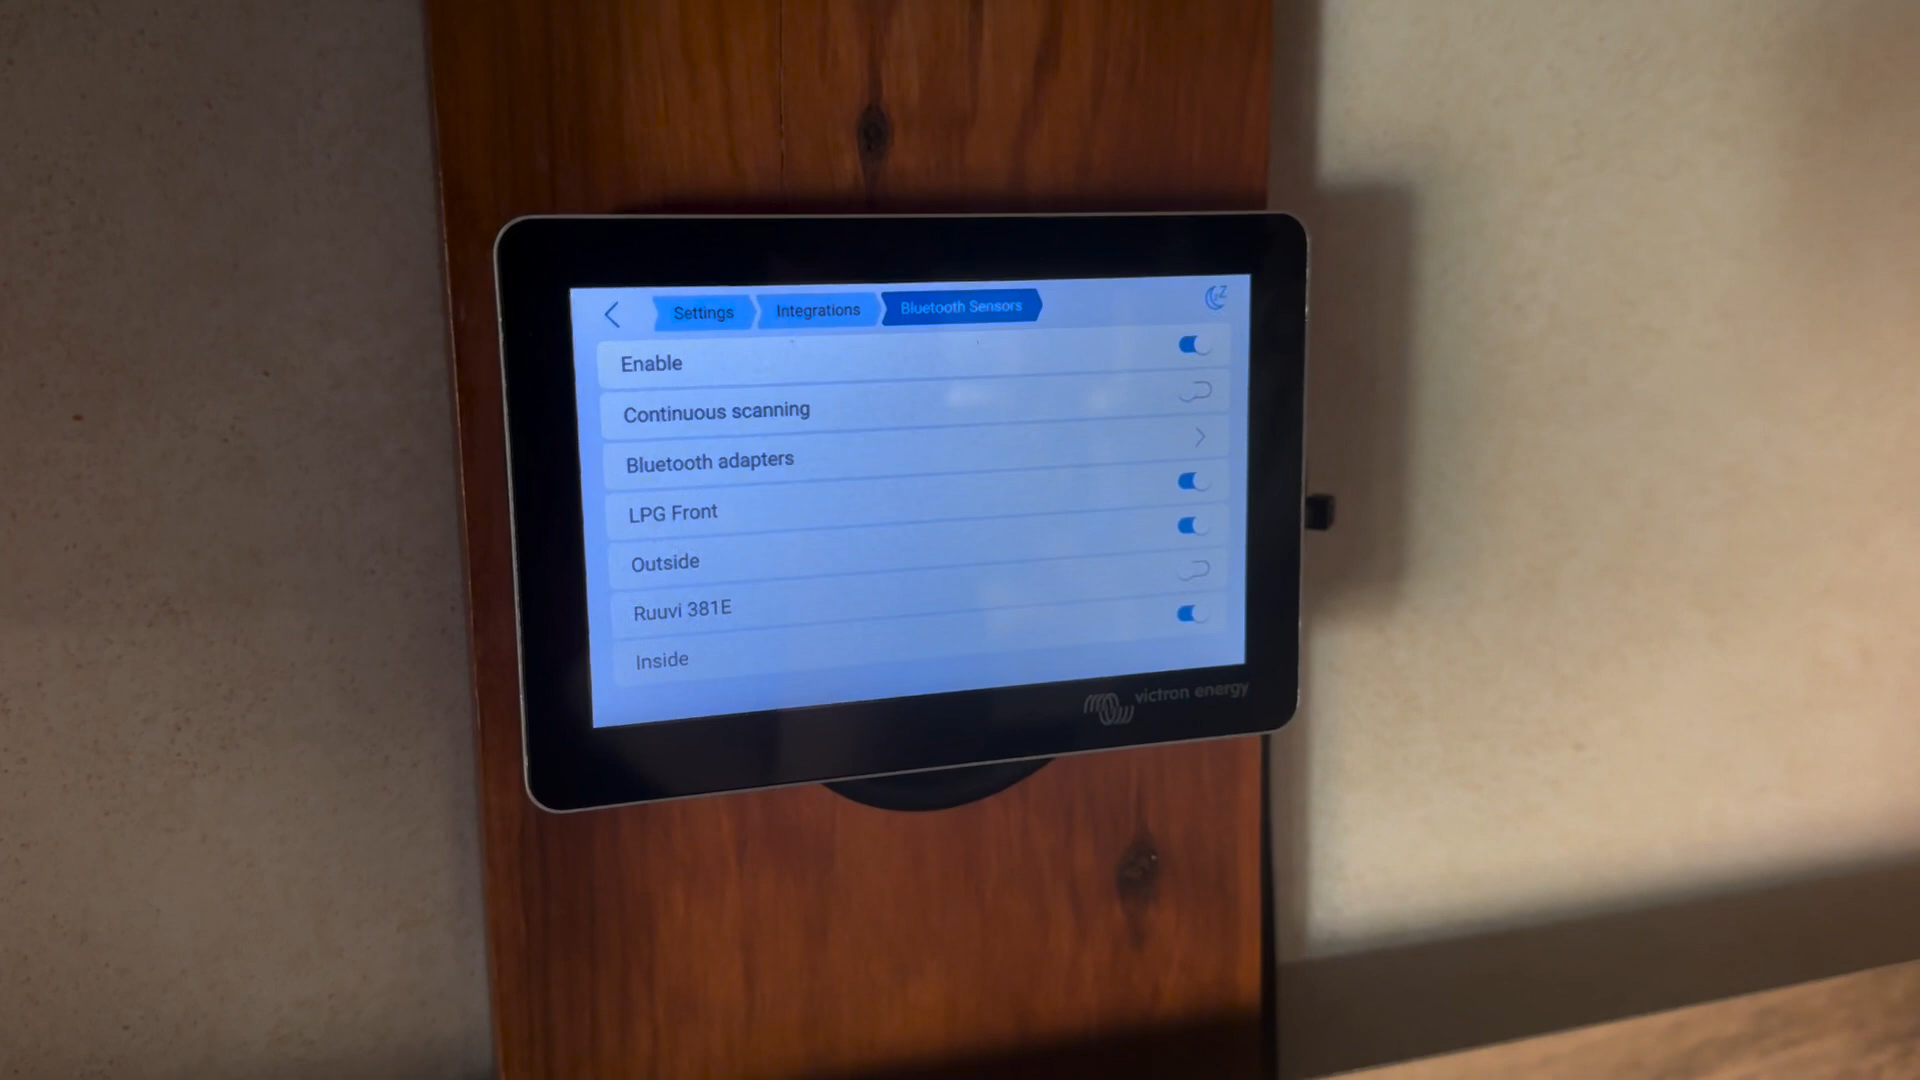 Settings Integrations Bluetooth Sensors
Enable
Continuous scanning
Bluetooth adapters
LPG Front
Outside
Ruuvi 381E
Inside
victron energy